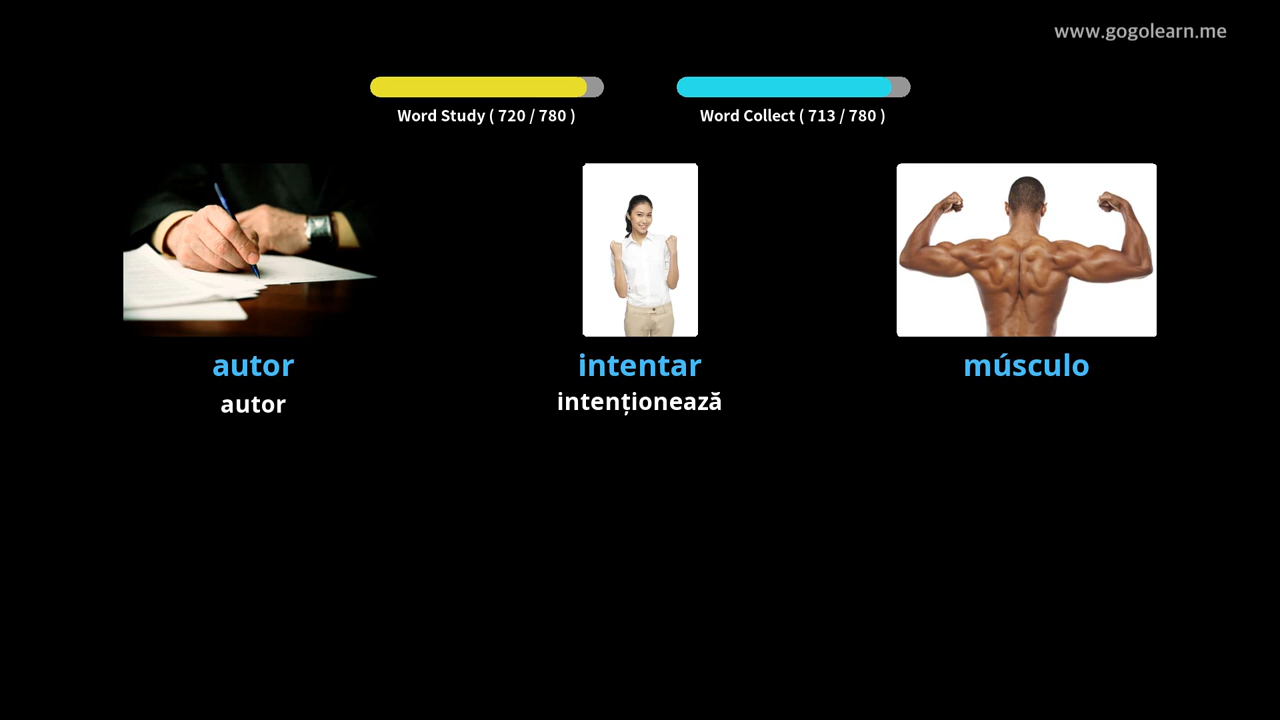 www.gogolearn.me
Word Study ( 720 / 780 )
Word Collect ( 713 / 780 )
autor
autor
intentar
intenționează
músculo